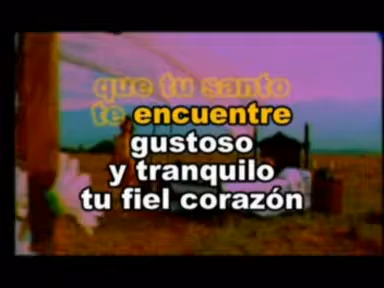 que tu santo
te encuentre
gustoso
y tranquilo
tu fiel corazón